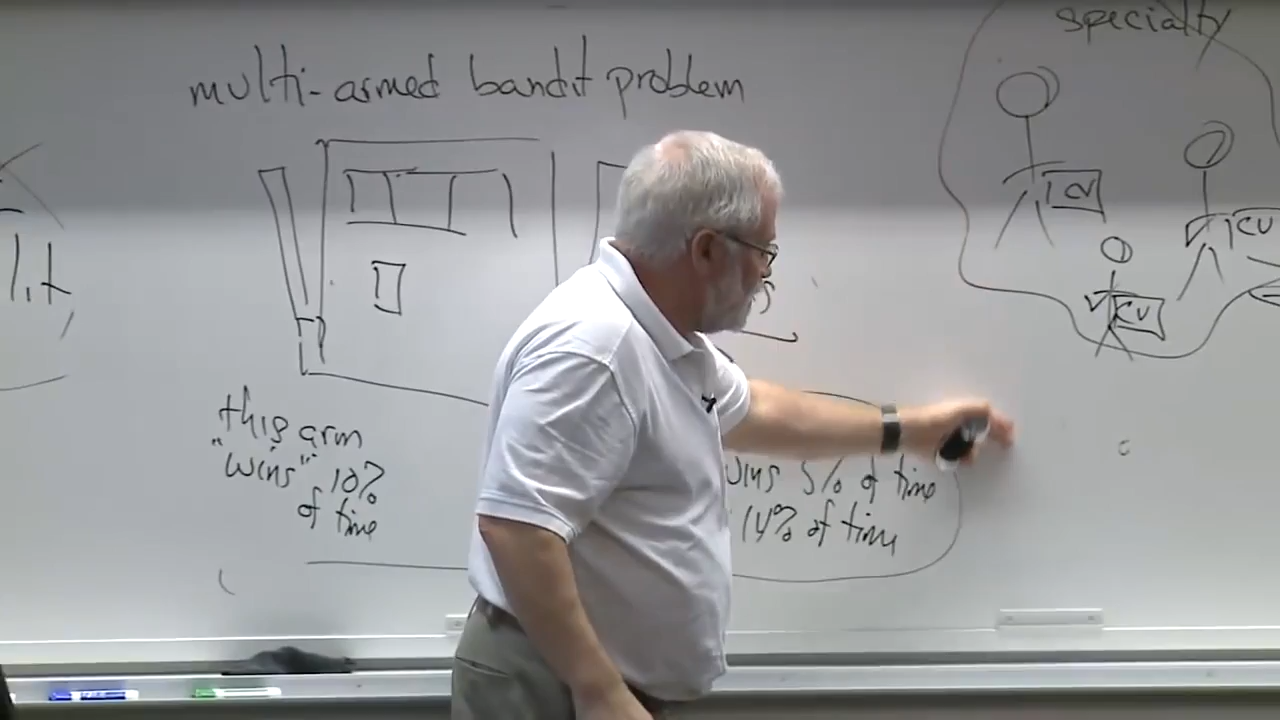 specialty
multi-armed bandit problem
CV
CV
CV
lit
this arm
"wins" 10%
of time
wins 5% of time
14% of time